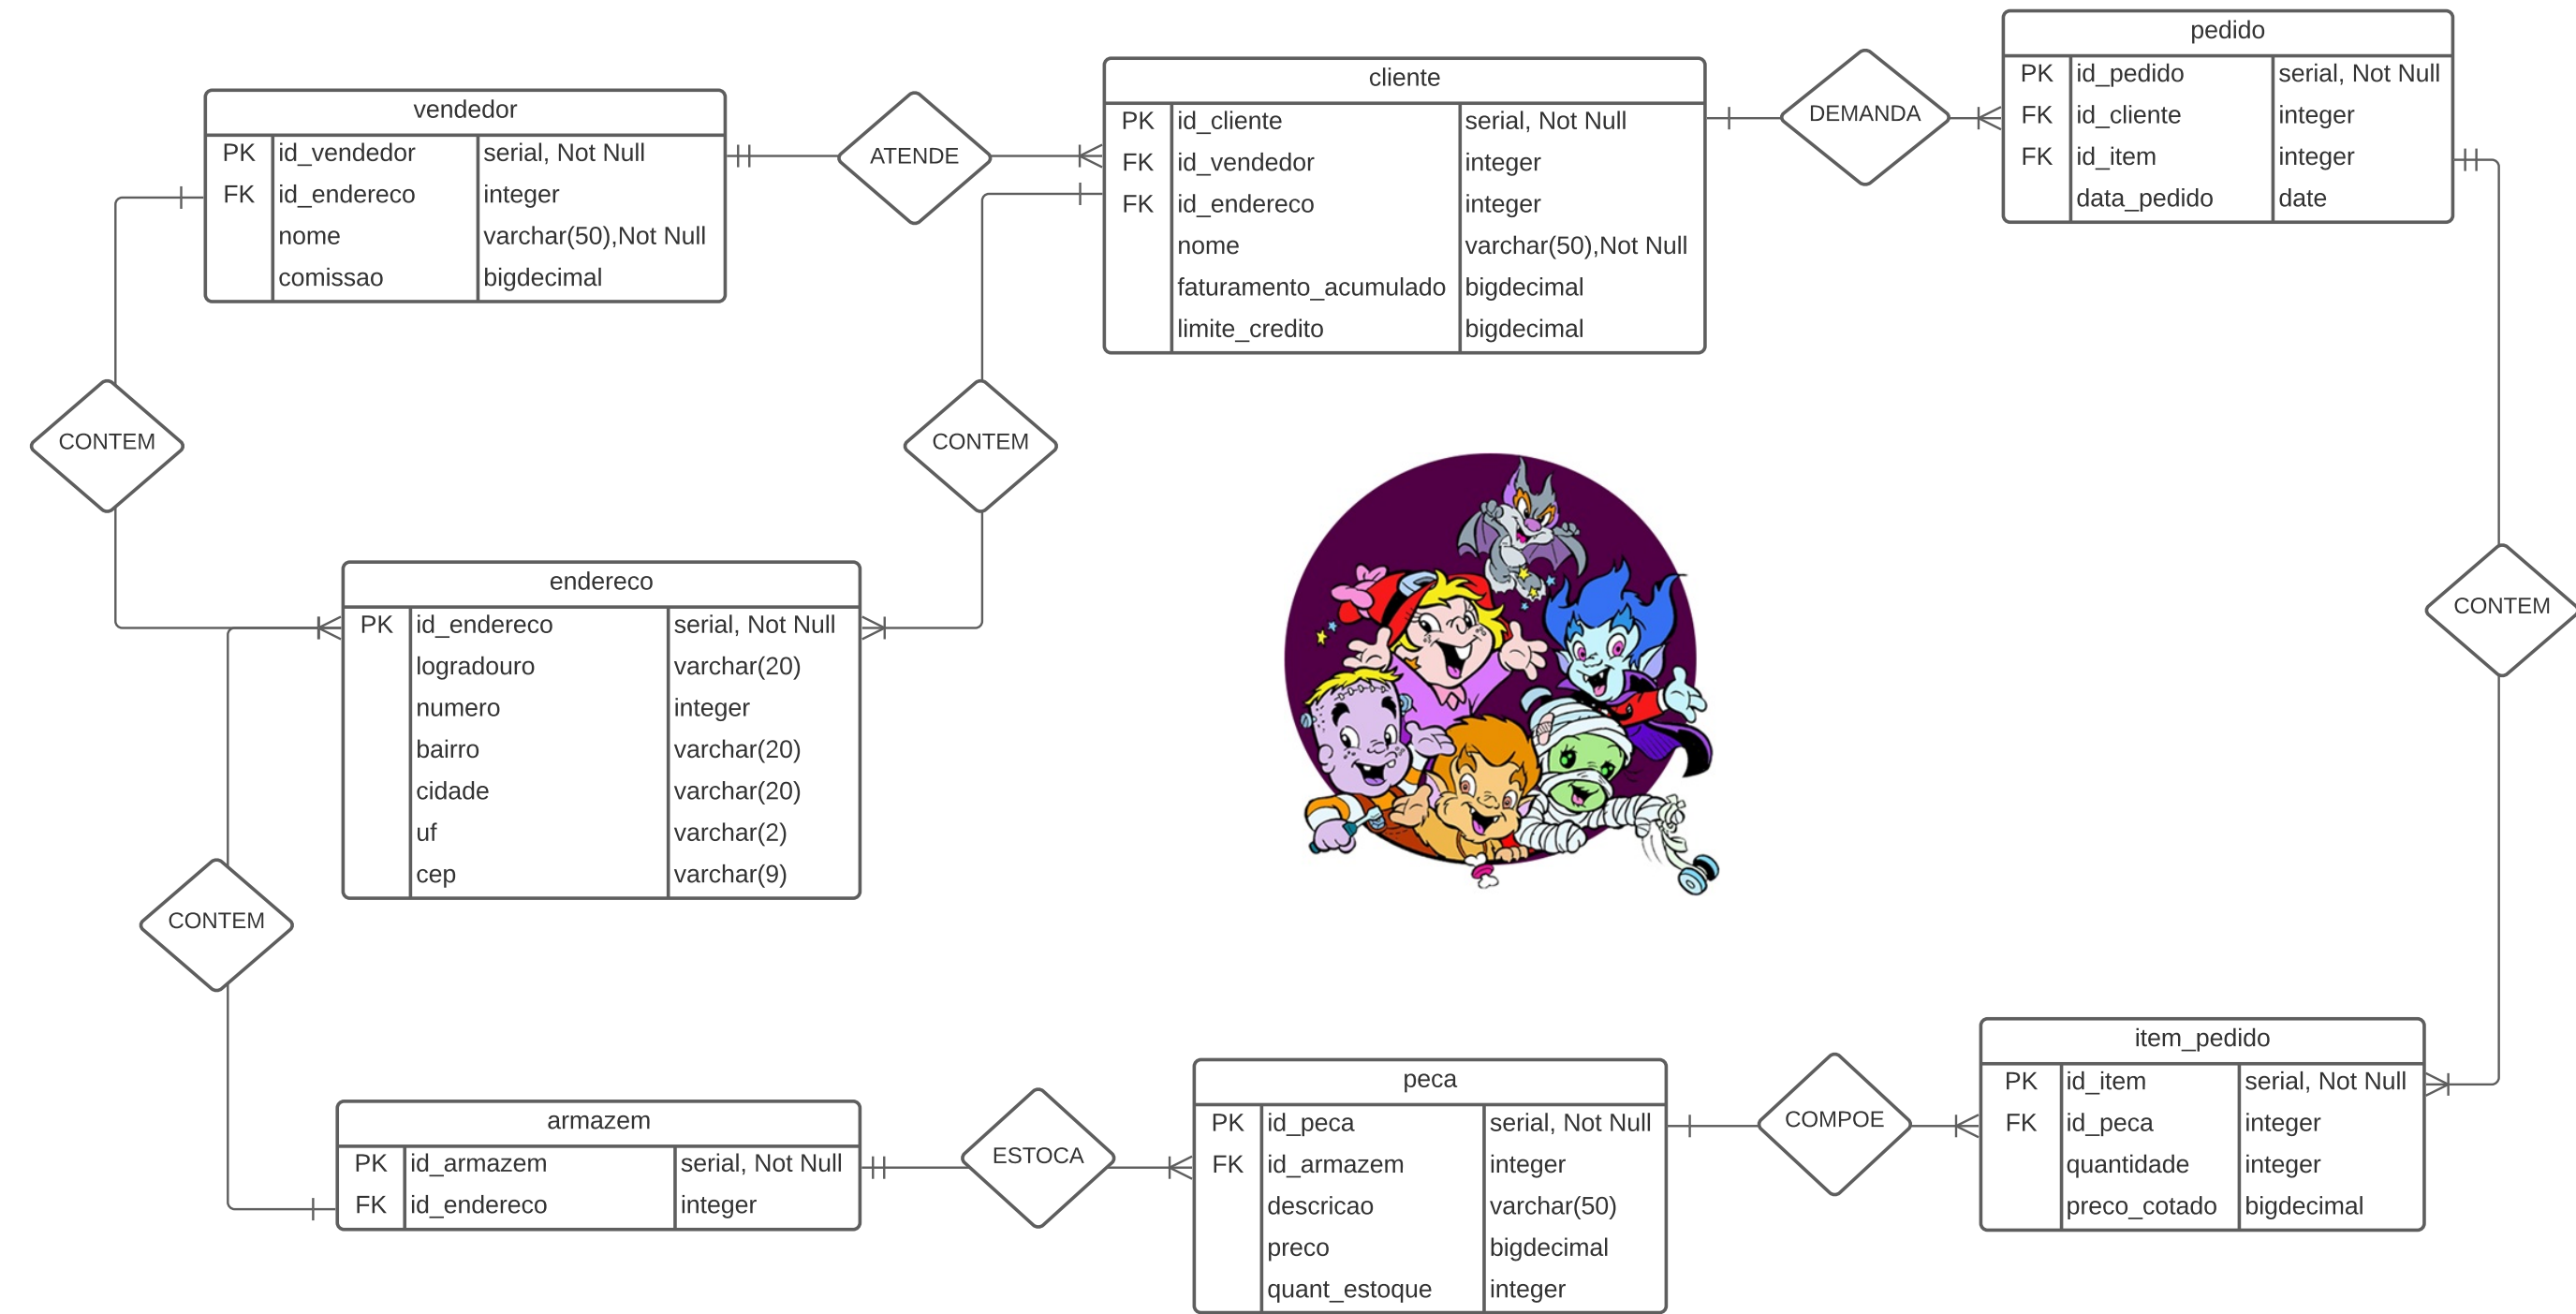 vendedor
PK id_vendedor serial, Not Null
FK id_endereco integer
nome varchar(50),Not Null
comissao bigdecimal
ATENDE
cliente
PK id_cliente serial, Not Null
FK id_vendedor integer
FK id_endereco integer
nome varchar(50),Not Null
faturamento_acumulado bigdecimal
limite_credito bigdecimal
DEMANDA
pedido
PK id_pedido serial, Not Null
FK id_cliente integer
FK id_item integer
data_pedido date
CONTEM
CONTEM
CONTEM
endereco
PK id_endereco serial, Not Null
logradouro varchar(20)
numero integer
bairro varchar(20)
cidade varchar(20)
uf varchar(2)
cep varchar(9)
CONTEM
armazem
PK id_armazem serial, Not Null
FK id_endereco integer
ESTOCA
peca
PK id_peca serial, Not Null
FK id_armazem integer
descricao varchar(50)
preco bigdecimal
quant_estoque integer
COMPOE
item_pedido
PK id_item serial, Not Null
FK id_peca integer
quantidade integer
preco_cotado bigdecimal